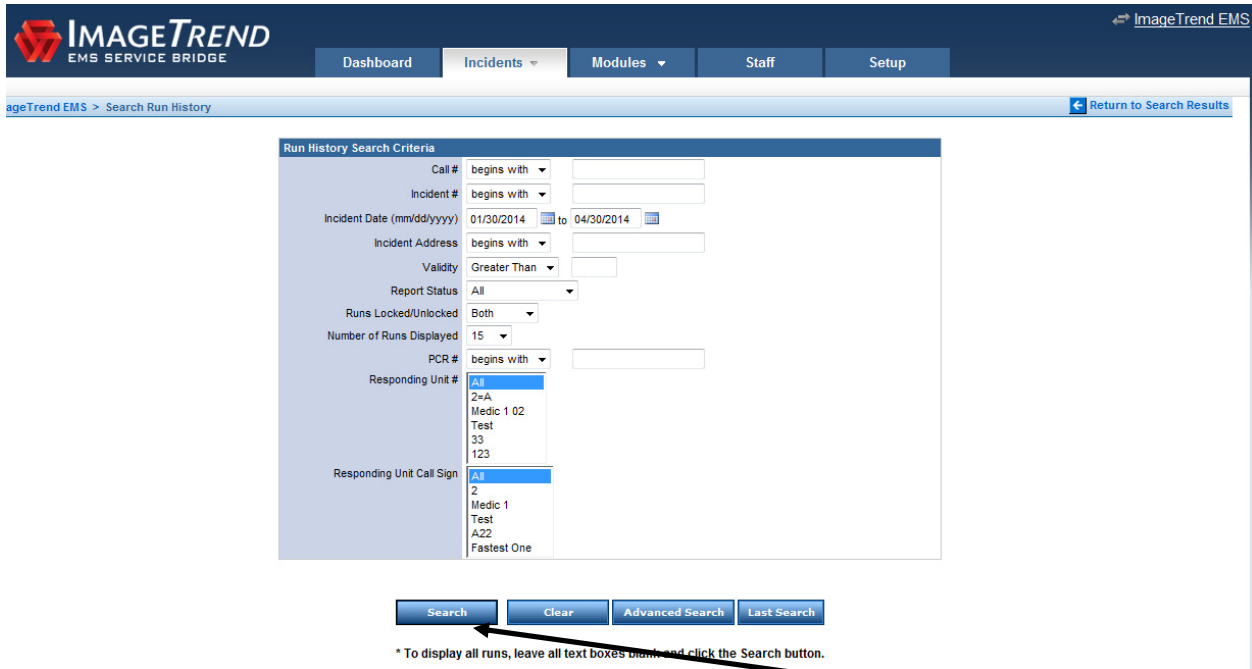 ImageTrend EMS
IMAGETREND
EMS SERVICE BRIDGE
Dashboard Incidents Modules Staff Setup
ageTrend EMS > Search Run History Return to Search Results
Run History Search Criteria
Call # begins with
Incident # begins with
Incident Date (mm/dd/yyyy) 01/30/2014 to 04/30/2014
Incident Address begins with
Validity Greater Than
Report Status All
Runs Locked/Unlocked Both
Number of Runs Displayed 15
PCR # begins with
Responding Unit # All
2=A
Medic 1 02
Test
33
123
Responding Unit Call Sign All
2
Medic 1
Test
A22
Fastest One
Search Clear Advanced Search Last Search
* To display all runs, leave all text boxes blank and click the Search button.